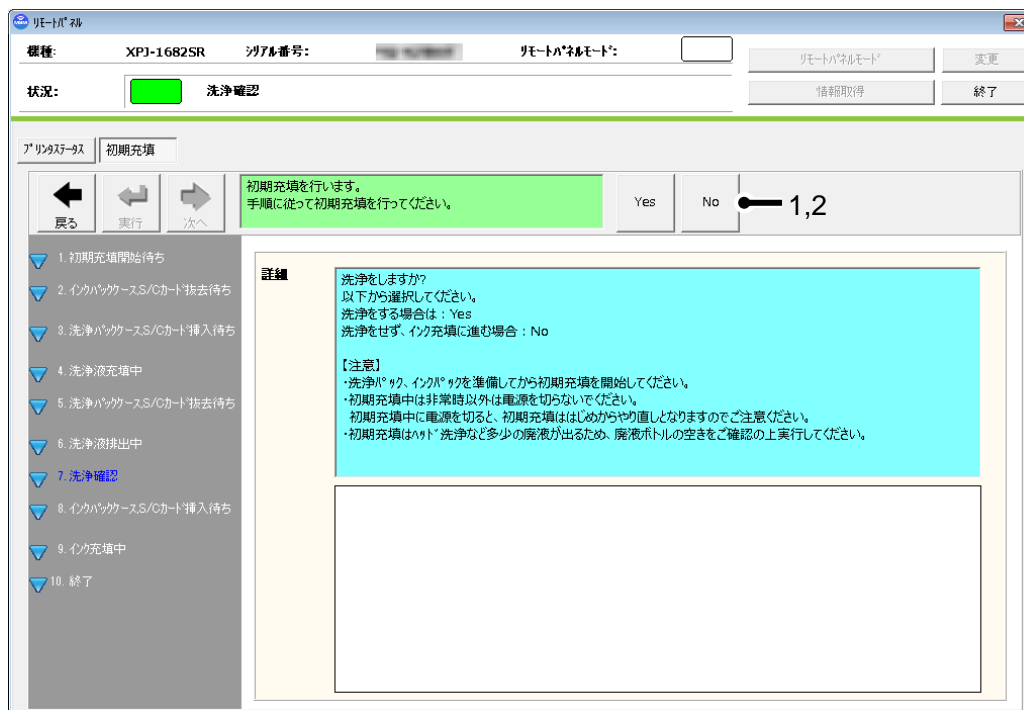 リモートパネル
機種: XPJ-1682SR シリアル番号: リモートパネルモード: リモートパネルモード 変更
状況: 洗浄確認 情報取得 終了
プリンタステータス 初期充填
戻る 実行 次へ
初期充填を行います。
手順に従って初期充填を行ってください。
Yes No 1,2
1. 初期充填開始待ち
2. インクパックケース,S/Cカード抜去待ち
3. 洗浄パックケース,S/Cカード挿入待ち
4. 洗浄液充填中
5. 洗浄パックケース,S/Cカード抜去待ち
6. 洗浄液排出中
7. 洗浄確認
8. インクパックケース,S/Cカード挿入待ち
9. インク充填中
10. 終了
詳細
洗浄をしますか?
以下から選択してください。
洗浄をする場合は : Yes
洗浄をせず、インク充填に進む場合 : No
【注意】
・洗浄パック、インクパックを準備してから初期充填を開始してください。
・初期充填中は非常時以外は電源を切らないでください。
初期充填中に電源を切ると、初期充填ははじめからやり直しとなりますのでご注意ください。
・初期充填はヘッド洗浄など多少の廃液が出るため、廃液ボトルの空きをご確認の上実行してください。